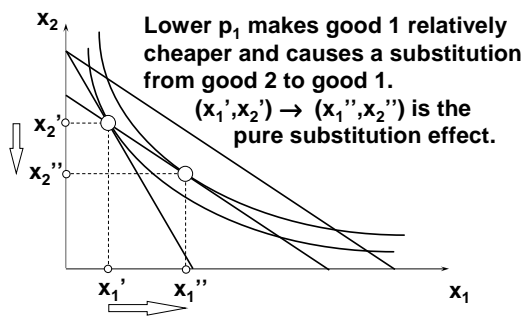 x₂
Lower p₁ makes good 1 relatively
cheaper and causes a substitution
from good 2 to good 1.
(x₁',x₂') → (x₁'',x₂'') is the
pure substitution effect.
x₂'
x₂''
x₁'
x₁''
x₁